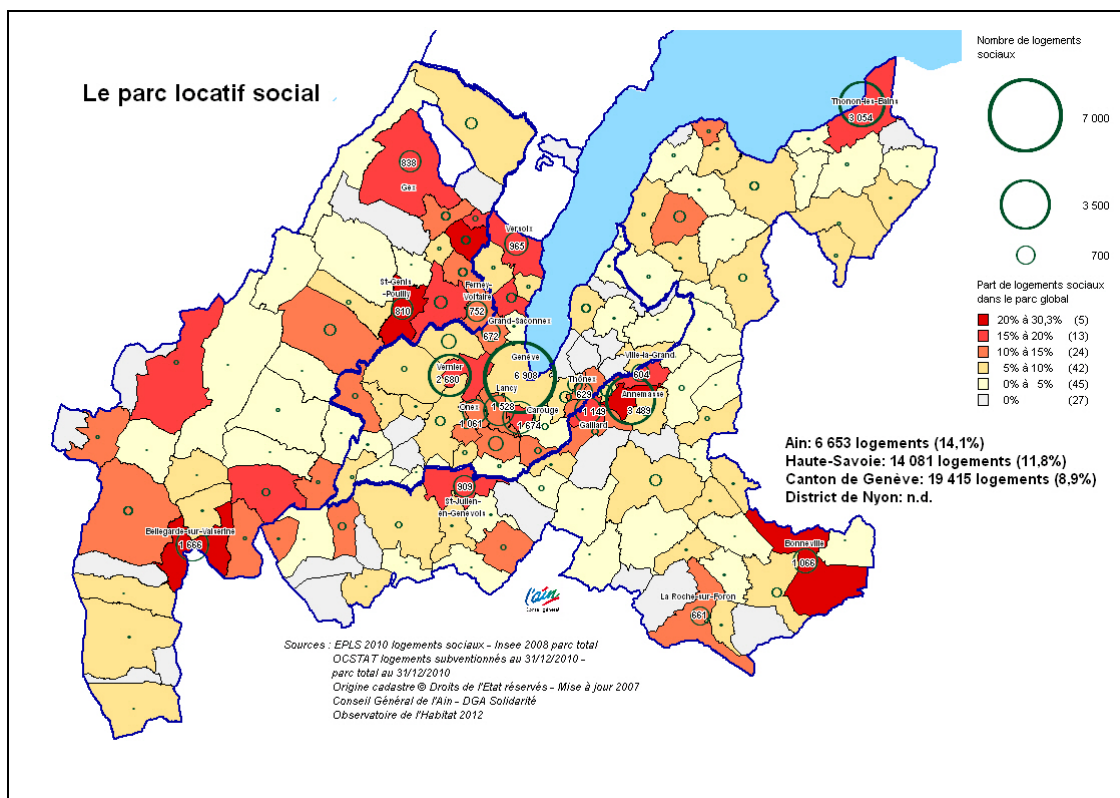 Le parc locatif social
Nombre de logements
sociaux
7 000
3 500
700
Part de logements sociaux
dans le parc global
20% à 30,3% (5)
15% à 20% (13)
10% à 15% (24)
5% à 10% (42)
0% à 5% (45)
0% (27)
Thonon-les-Bains
3 054
838
Gex
Versoix
965
St-Genis
-Pouilly
810
Ferney-
Voltaire
752
Grand-Saconnex
672
Genève
6 908
Vernier
2 680
Lancy
1 528
Onex
1 061
Carouge
1 674
Thônex
629
Ville-la-Grand
604
Annemasse
3 489
1 149
Gaillard
909
St-Julien-
en-Genevois
Bellegarde-sur-Valserine
1 666
Bonneville
1 066
La Roche-sur-Foron
661
Ain: 6 653 logements (14,1%)
Haute-Savoie: 14 081 logements (11,8%)
Canton de Genève: 19 415 logements (8,9%)
District de Nyon: n.d.
l'ain
Conseil général
Sources : EPLS 2010 logements sociaux - Insee 2008 parc total
OCSTAT logements subventionnés au 31/12/2010 -
parc total au 31/12/2010
Origine cadastre © Droits de l'Etat réservés - Mise à jour 2007
Conseil Général de l'Ain - DGA Solidarité
Observatoire de l'Habitat 2012